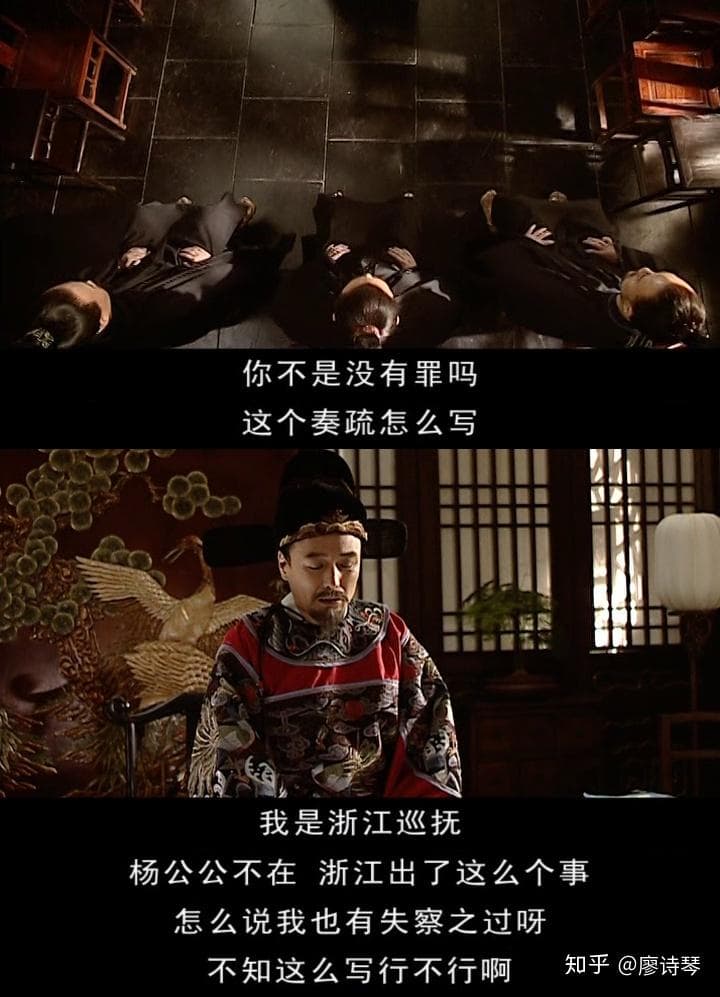 你不是没有罪吗
这个奏疏怎么写
我是浙江巡抚
杨公公不在 浙江出了这么个事
怎么说我也有失察之过呀
不知这么写行不行啊
知乎 @廖诗琴